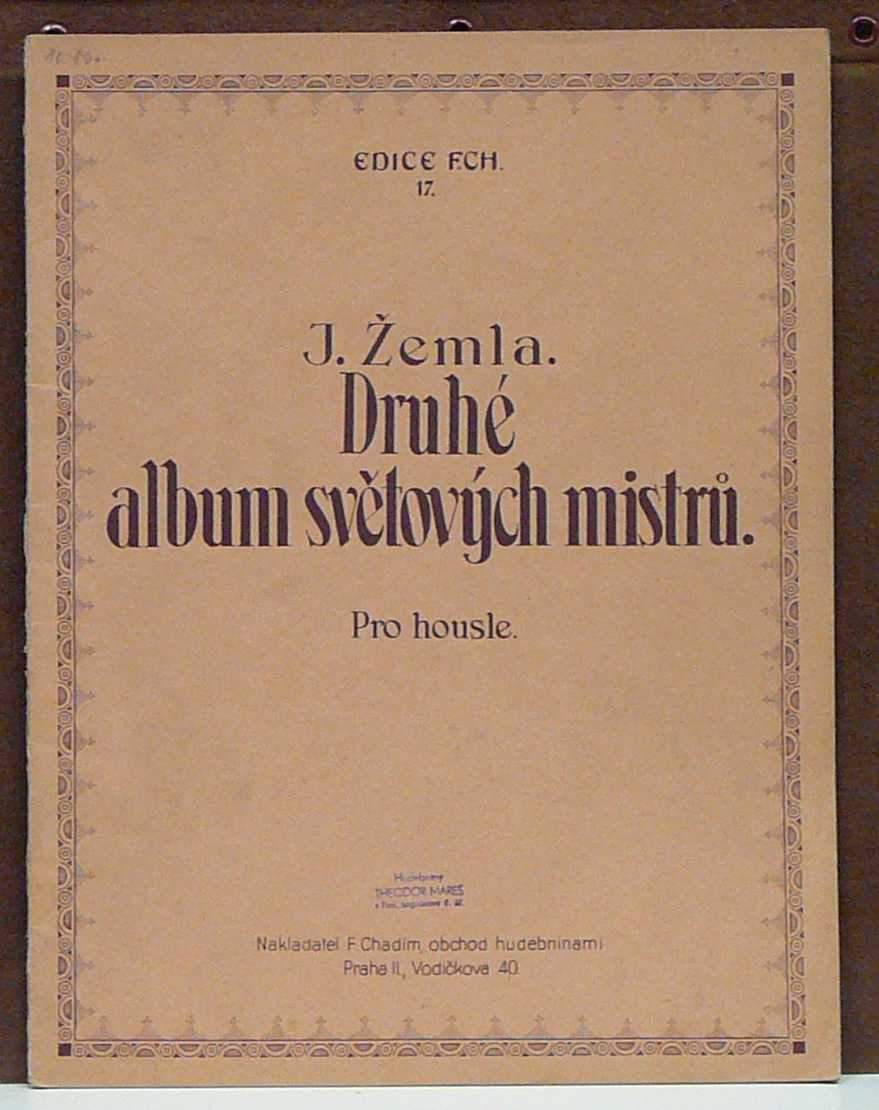 EDICE F.CH.
17.
J. Žemla.
Druhé
album světových mistrů.
Pro housle.
Hudebniny
THEODOR MAREŠ
Nakladatel F. Chadím, obchod hudebninami
Praha II., Vodičkova 40.